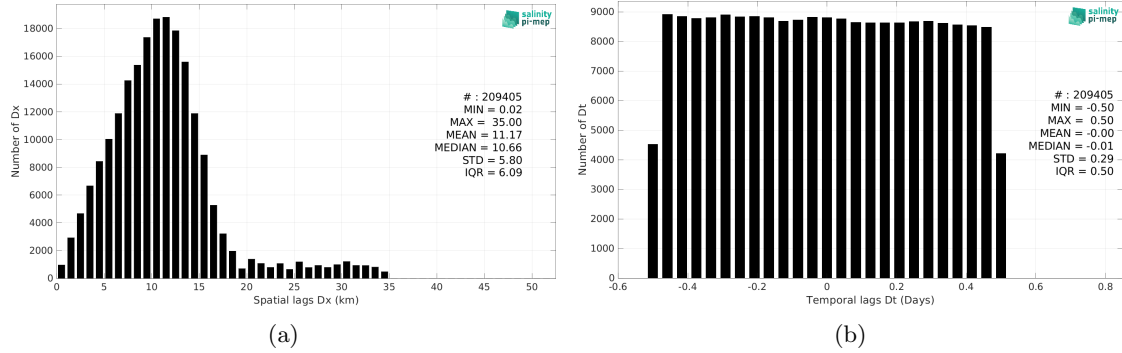 18000
16000
14000
12000
10000
8000
6000
4000
2000
0
Number of Dx
0 5 10 15 20 25 30 35 40 45 50
Spatial lags Dx (km)
salinity
pi-mep
# : 209405
MIN = 0.02
MAX = 35.00
MEAN = 11.17
MEDIAN = 10.66
STD = 5.80
IQR = 6.09
(a)
9000
8000
7000
6000
5000
4000
3000
2000
1000
0
Number of Dt
-0.6 -0.4 -0.2 0 0.2 0.4 0.6 0.8
Temporal lags Dt (Days)
salinity
pi-mep
# : 209405
MIN = -0.50
MAX = 0.50
MEAN = -0.00
MEDIAN = -0.01
STD = 0.29
IQR = 0.50
(b)